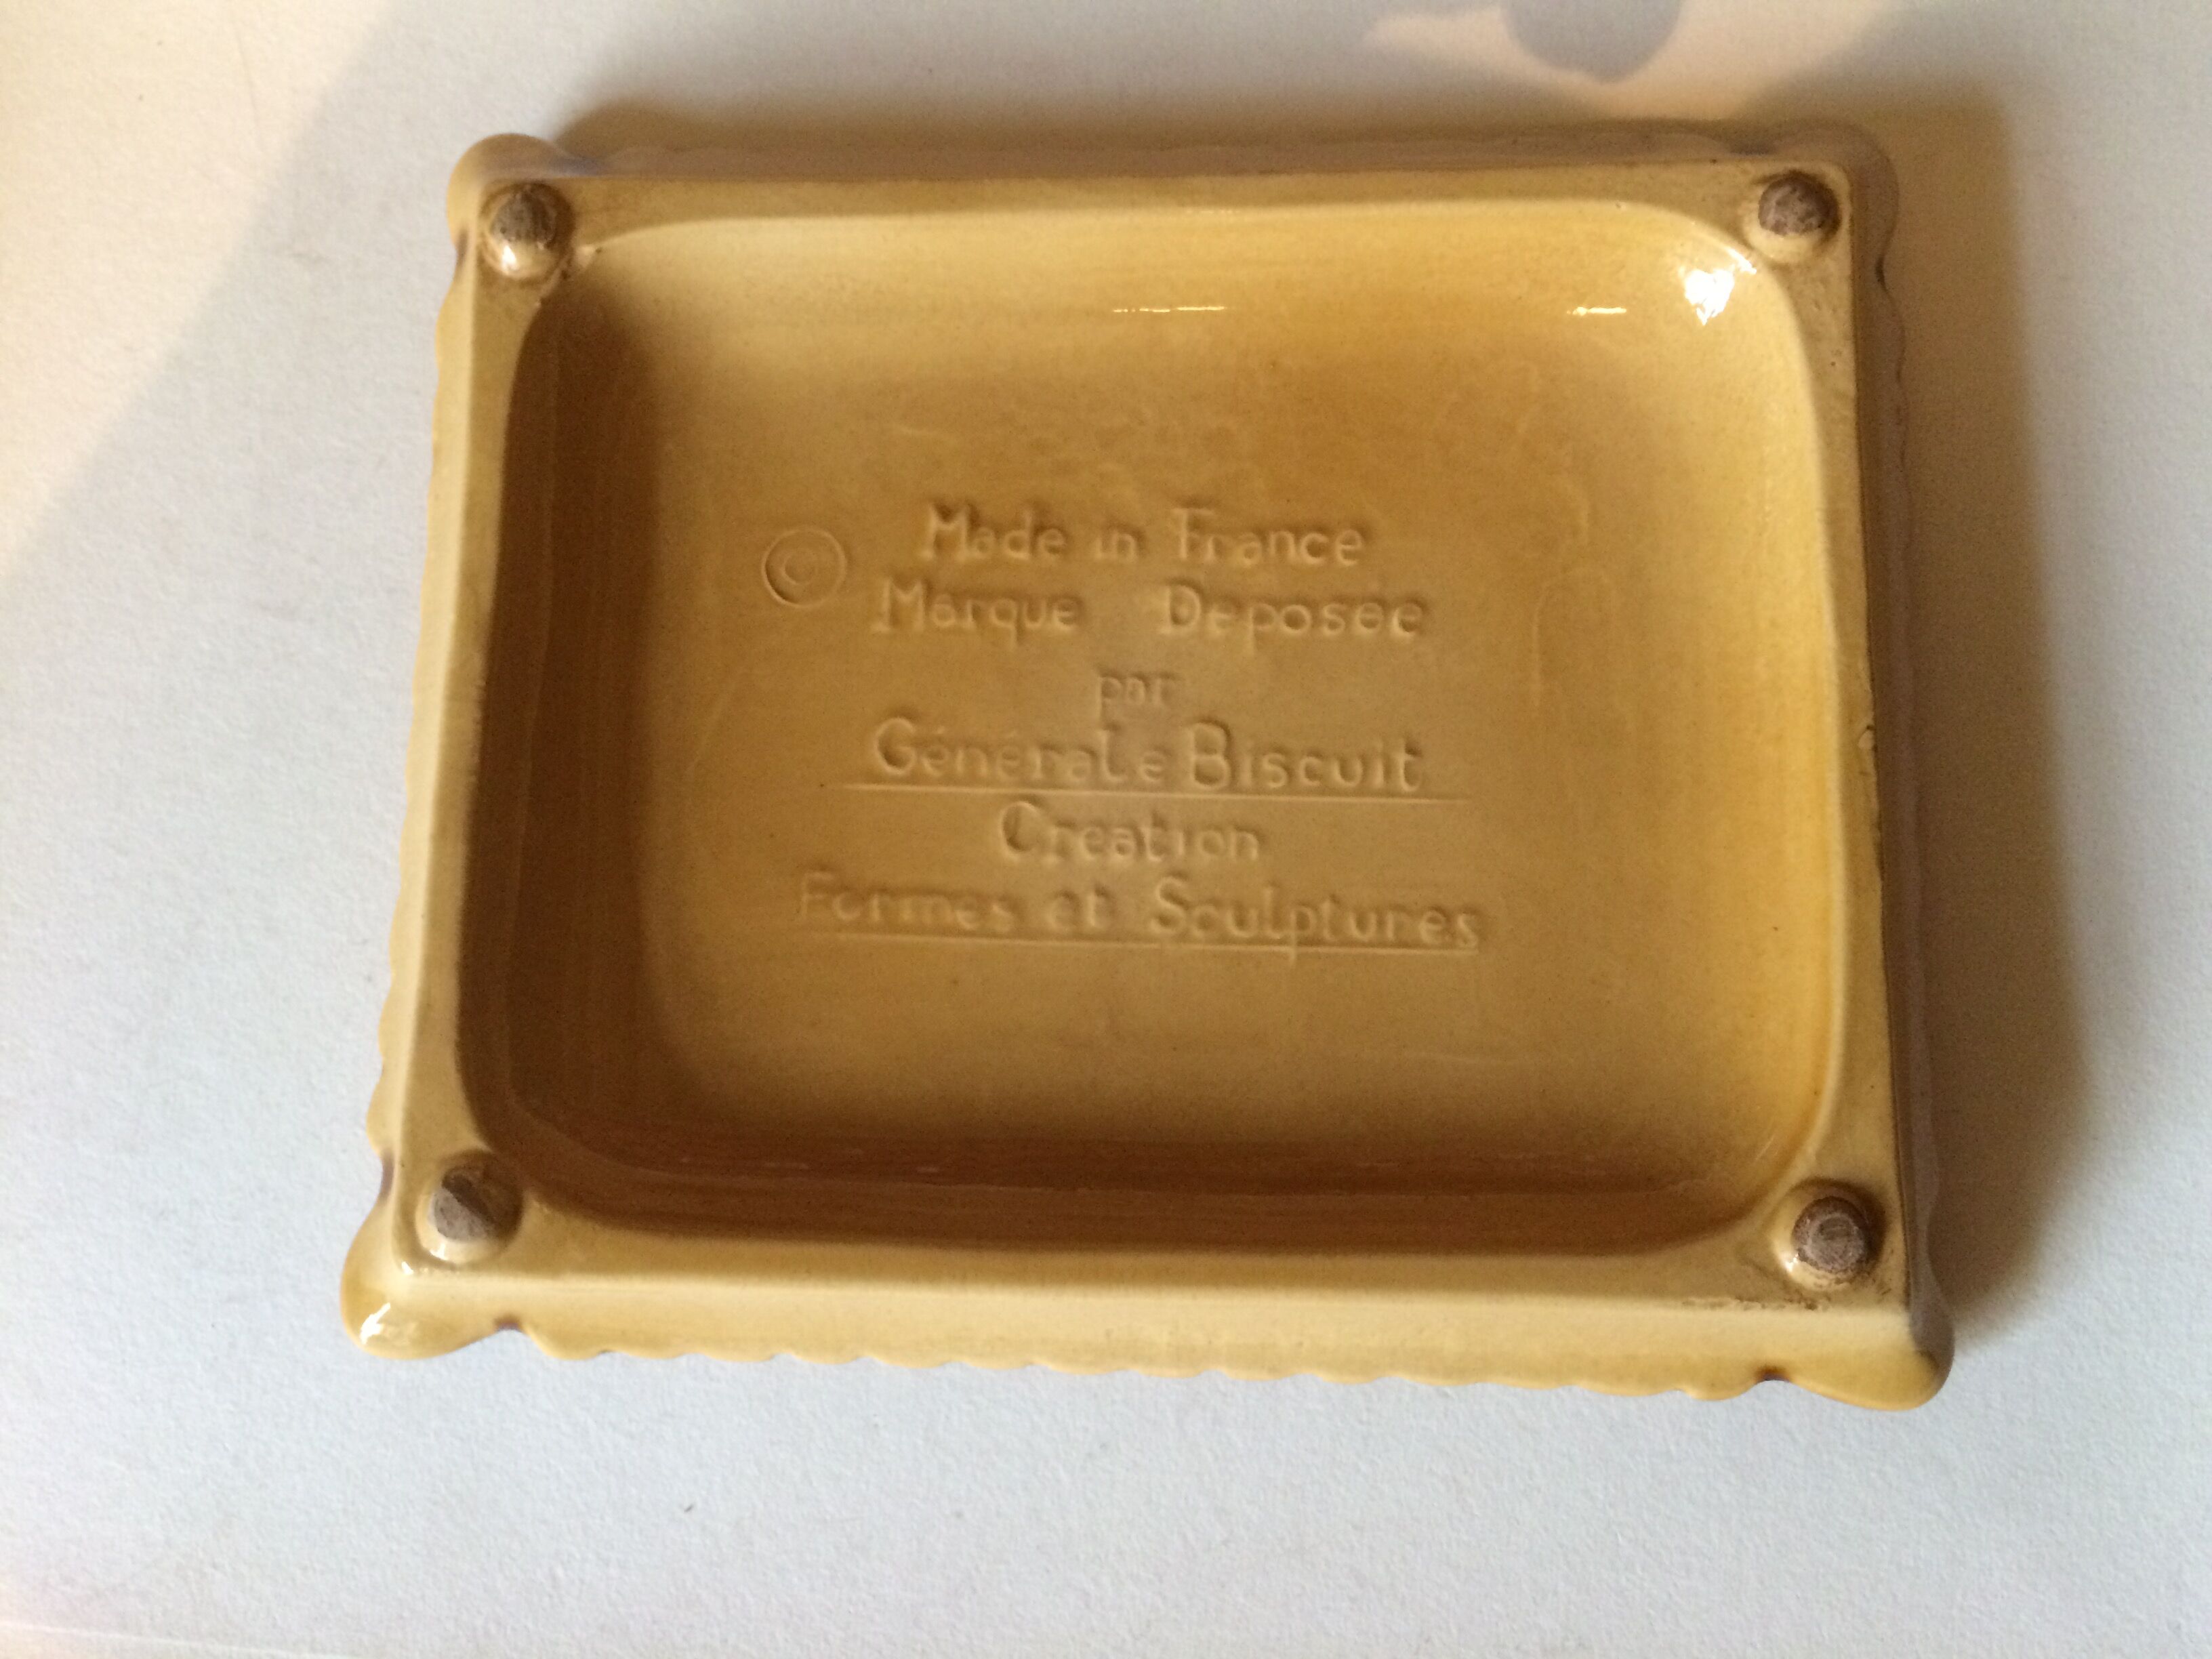 Made in France
© Marque Deposée
par
Générale Biscuit
Creation
Formes et Sculptures